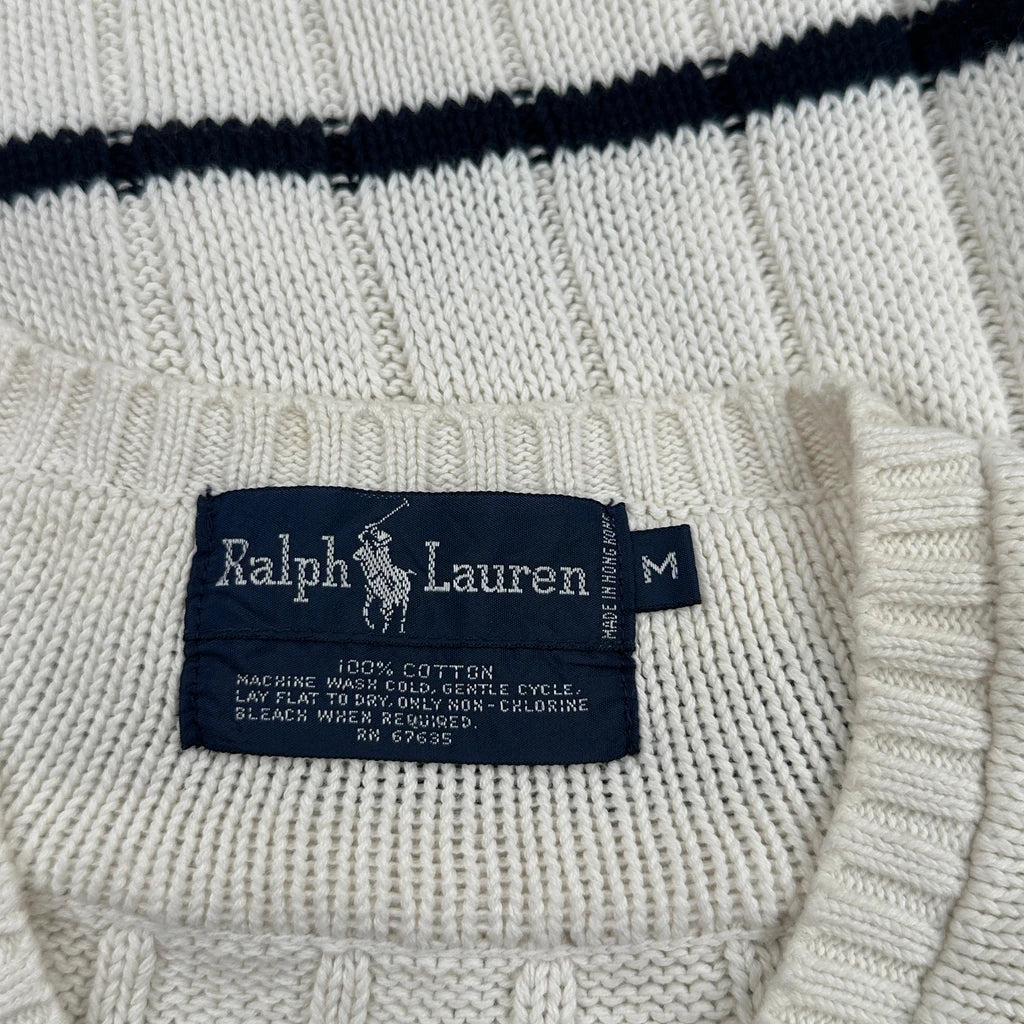 Ralph Lauren
MADE IN HONG KONG
M
100% COTTON
MACHINE WASH COLD, GENTLE CYCLE.
LAY FLAT TO DRY, ONLY NON-CHLORINE
BLEACH WHEN REQUIRED.
RN 67635